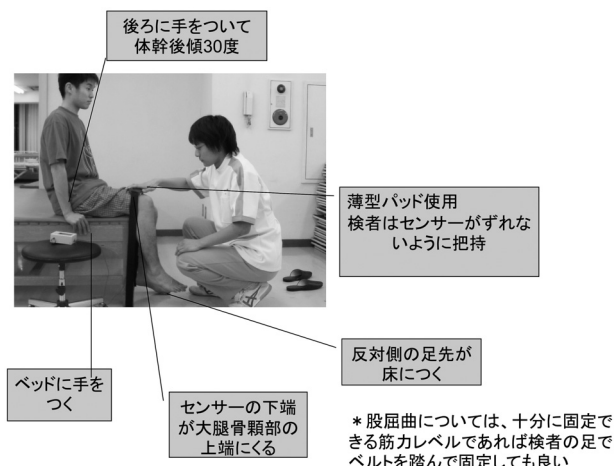 後ろに手をついて
体幹後傾30度
薄型パッド使用
検者はセンサーがずれな
いように把持
反対側の足先が
床につく
ベッドに手を
つく
センサーの下端
が大腿骨顆部の
上端にくる
＊股屈曲については、十分に固定で
きる筋力レベルであれば検者の足で
ベルトを踏んで固定しても良い